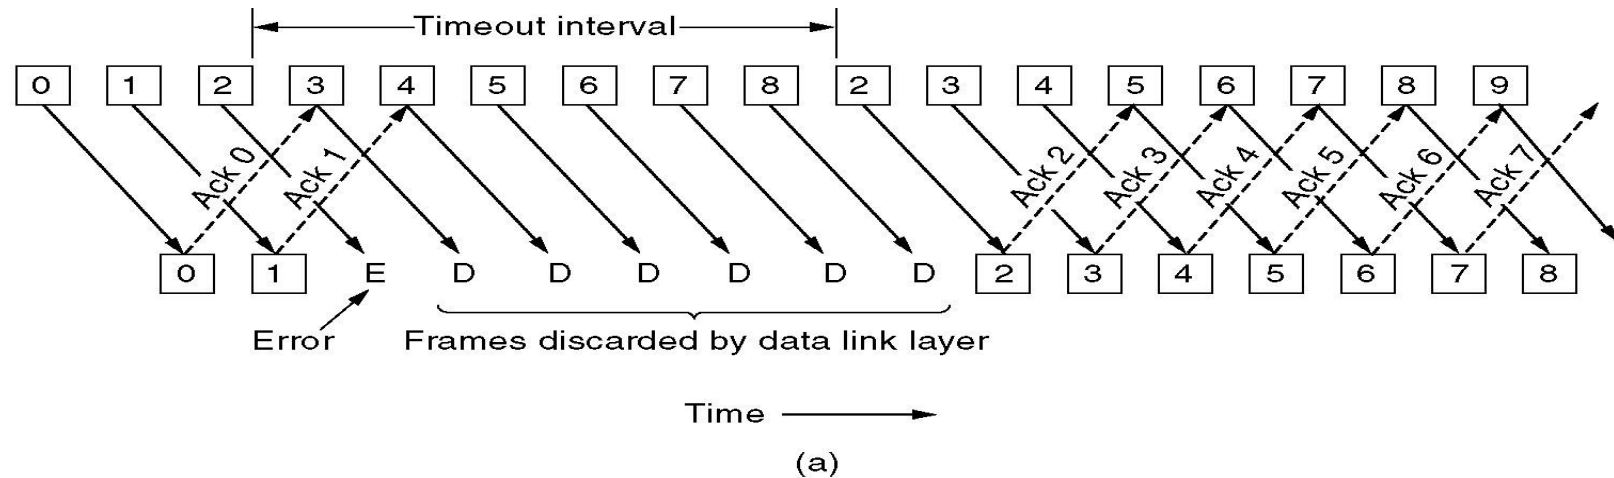 Timeout interval
0 1 2 3 4 5 6 7 8 2 3 4 5 6 7 8 9
Ack 0 Ack 1 Ack 2 Ack 3 Ack 4 Ack 5 Ack 6 Ack 7
0 1 E D D D D D D 2 3 4 5 6 7 8
Error Frames discarded by data link layer
Time
(a)